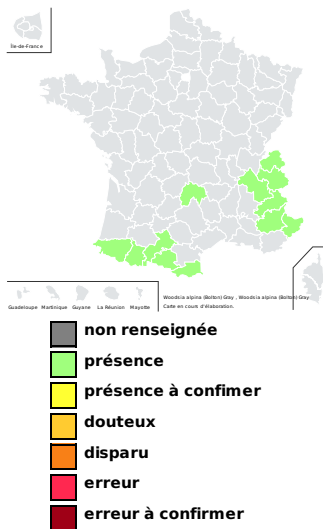 Île-de-France
Guadeloupe Martinique Guyane La Réunion Mayotte
Woodsia alpina (Bolton) Gray , Woodsia alpina (Bolton) Gray
Carte en cours d'élaboration.
non renseignée
présence
présence à confimer
douteux
disparu
erreur
erreur à confirmer